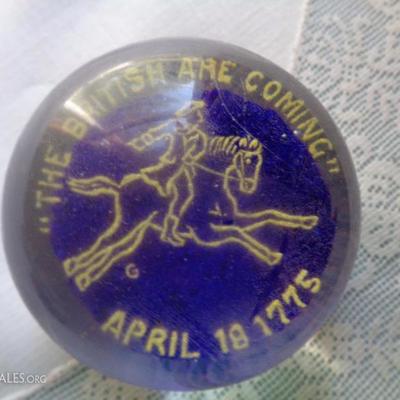 "THE BRITISH ARE COMING"
G
APRIL 18 1775
ALES.ORG